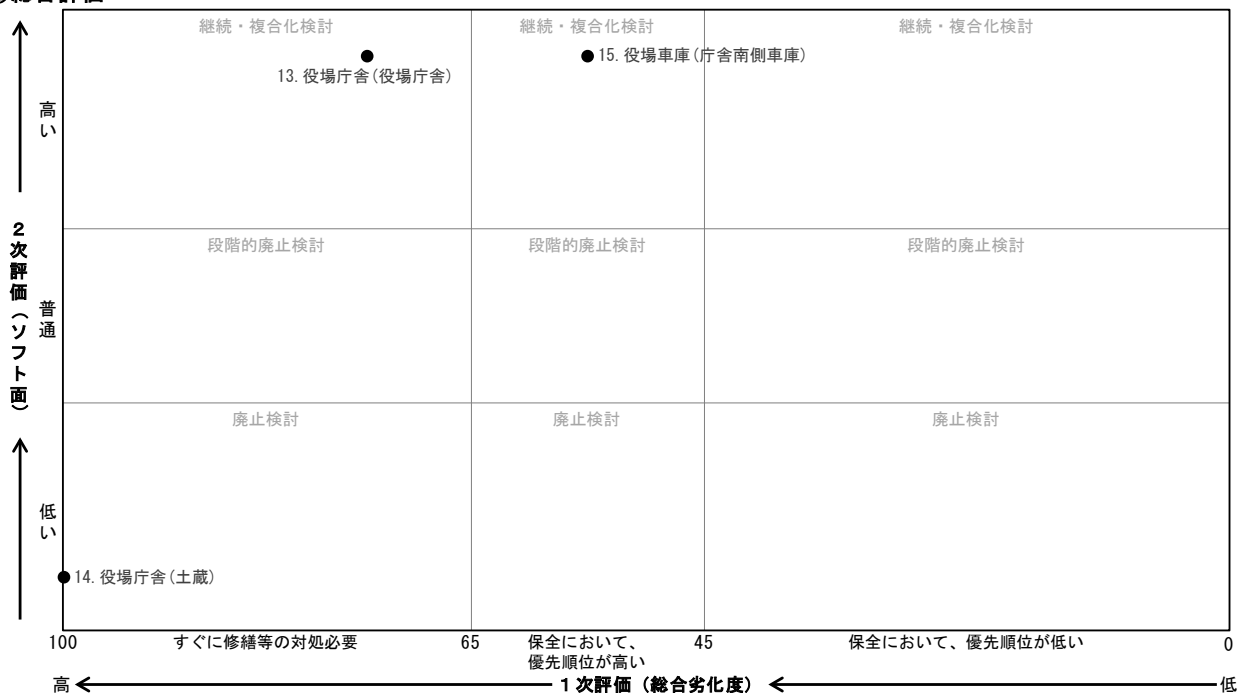 総合評価
継続・複合化検討
継続・複合化検討
継続・複合化検討
13.役場庁舎(役場庁舎)
15.役場車庫(庁舎南側車庫)
高い
段階的廃止検討
段階的廃止検討
段階的廃止検討
2次評価(ソフト面)
普通
廃止検討
廃止検討
廃止検討
低い
14.役場庁舎(土蔵)
100
すぐに修繕等の対処必要
65
保全において、
優先順位が高い
45
保全において、優先順位が低い
0
高
1次評価(総合劣化度)
低